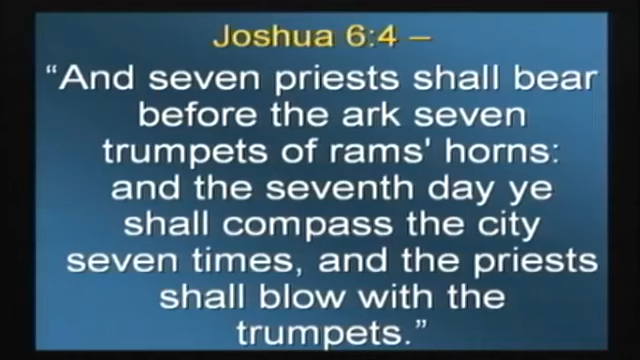 Joshua 6:4 –
“And seven priests shall bear
before the ark seven
trumpets of rams' horns:
and the seventh day ye
shall compass the city
seven times, and the priests
shall blow with the
trumpets.”